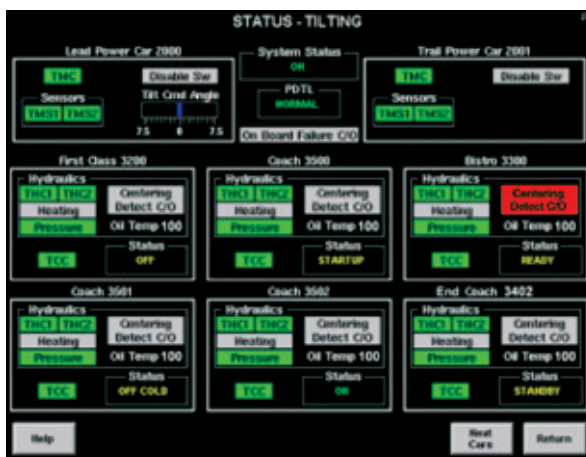 STATUS - TILTING
Lead Power Car 2000
System Status
Trail Power Car 2001
ON
TMC
Disable Sw
TMC
Disable Sw
PDTL
Sensors
Tilt Cmd Angle
NORMAL
Sensors
TMS1 TMS2
TMS1 TMS2
7.5 0 7.5
On Board Failure C/O
First Class 3200
Coach 3500
Bistro 3300
Hydraulics
Hydraulics
Hydraulics
THC1 THC2
Centering
Detect C/O
THC1 THC2
Centering
Detect C/O
THC1 THC2
Centering
Detect C/O
Heating
Heating
Heating
Pressure
Oil Temp 100
Pressure
Oil Temp 100
Pressure
Oil Temp 100
Status
Status
Status
TCC
OFF
TCC
STARTUP
TCC
READY
Coach 3501
Coach 3502
End Coach 3402
Hydraulics
Hydraulics
Hydraulics
THC1 THC2
Centering
Detect C/O
THC1 THC2
Centering
Detect C/O
THC1 THC2
Centering
Detect C/O
Heating
Heating
Heating
Pressure
Oil Temp 100
Pressure
Oil Temp 100
Pressure
Oil Temp 100
Status
Status
Status
TCC
OFF COLD
TCC
ON
TCC
STANDBY
Help
Next
Cars
Return